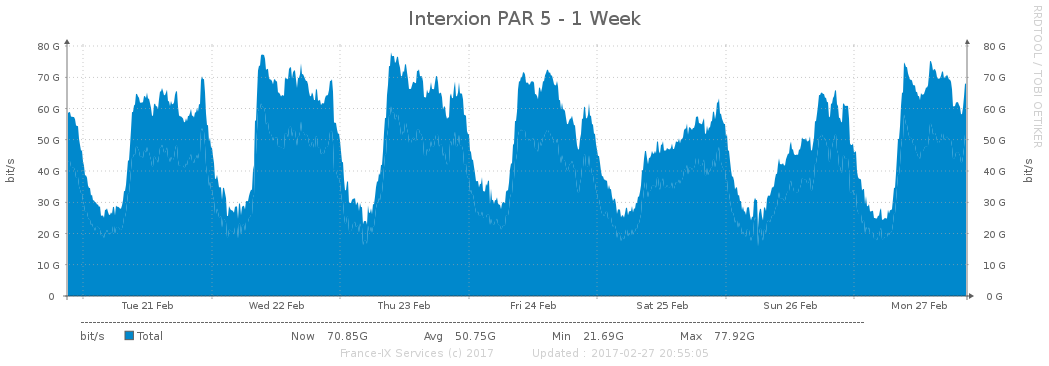 Interxion PAR 5 - 1 Week
RRDTOOL / TOBI OETIKER
80 G 80 G
70 G 70 G
60 G 60 G
50 G 50 G
40 G 40 G
30 G 30 G
20 G 20 G
10 G 10 G
0 0 G
bit/s bit/s
Tue 21 Feb Wed 22 Feb Thu 23 Feb Fri 24 Feb Sat 25 Feb Sun 26 Feb Mon 27 Feb
bit/s Total Now 70.85G Avg 50.75G Min 21.69G Max 77.92G
France-IX Services (c) 2017 Updated : 2017-02-27 20:55:05